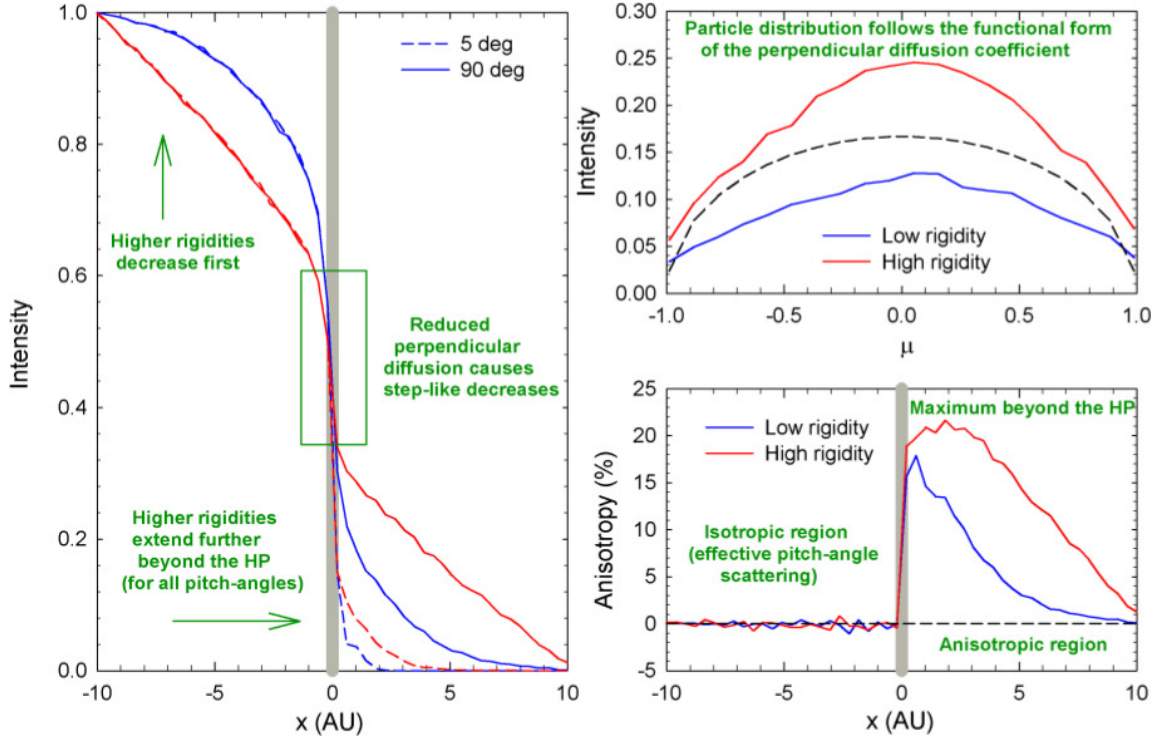 1.0
0.8
0.6
0.4
0.2
0.0
Intensity
5 deg
90 deg
Higher rigidities
decrease first
Reduced
perpendicular
diffusion causes
step-like decreases
Higher rigidities
extend further
beyond the HP
(for all pitch-angles)
-10
-5
0
5
10
x (AU)
0.30
0.25
0.20
0.15
0.10
0.05
0.00
Intensity
Particle distribution follows the functional form
of the perpendicular diffusion coefficient
Low rigidity
High rigidity
-1.0
-0.5
0.0
0.5
1.0
μ
25
20
15
10
5
0
-5
Anisotropy (%)
Low rigidity
High rigidity
Maximum beyond the HP
Isotropic region
(effective pitch-angle
scattering)
Anisotropic region
-10
-5
0
5
10
x (AU)